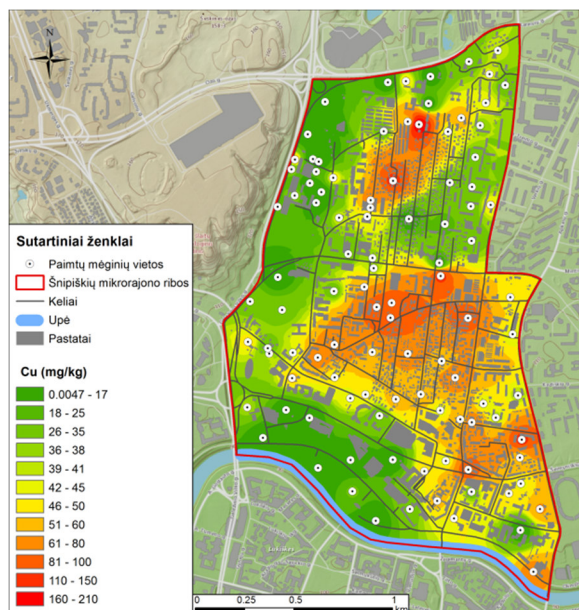 N
Sutartiniai ženklai
Paimtų mėginių vietos
Šnipiškių mikrorajono ribos
Keliai
Upė
Pastatai
Cu (mg/kg)
0.0047 - 17
18 - 25
26 - 35
36 - 38
39 - 41
42 - 45
46 - 50
51 - 60
61 - 80
81 - 100
110 - 150
160 - 210
0 0.25 0.5 1
km